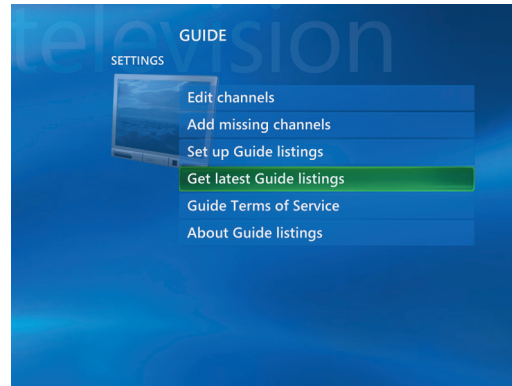 television
GUIDE
SETTINGS
Edit channels
Add missing channels
Set up Guide listings
Get latest Guide listings
Guide Terms of Service
About Guide listings